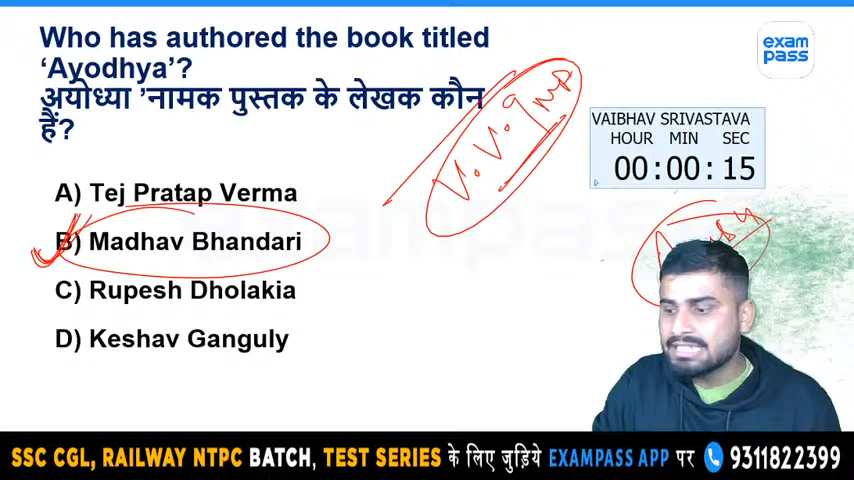 Who has authored the book titled
‘Ayodhya’?
अयोध्या ’नामक पुस्तक के लेखक कौन
हैं?
exam
pass
VAIBHAV SRIVASTAVA
HOUR MIN SEC
00:00:15
V.V. Imp
A) Tej Pratap Verma
B) Madhav Bhandari
C) Rupesh Dholakia
D) Keshav Ganguly
exampass
SSC CGL, RAILWAY NTPC BATCH, TEST SERIES के लिए जुड़िये EXAMPASS APP पर 9311822399